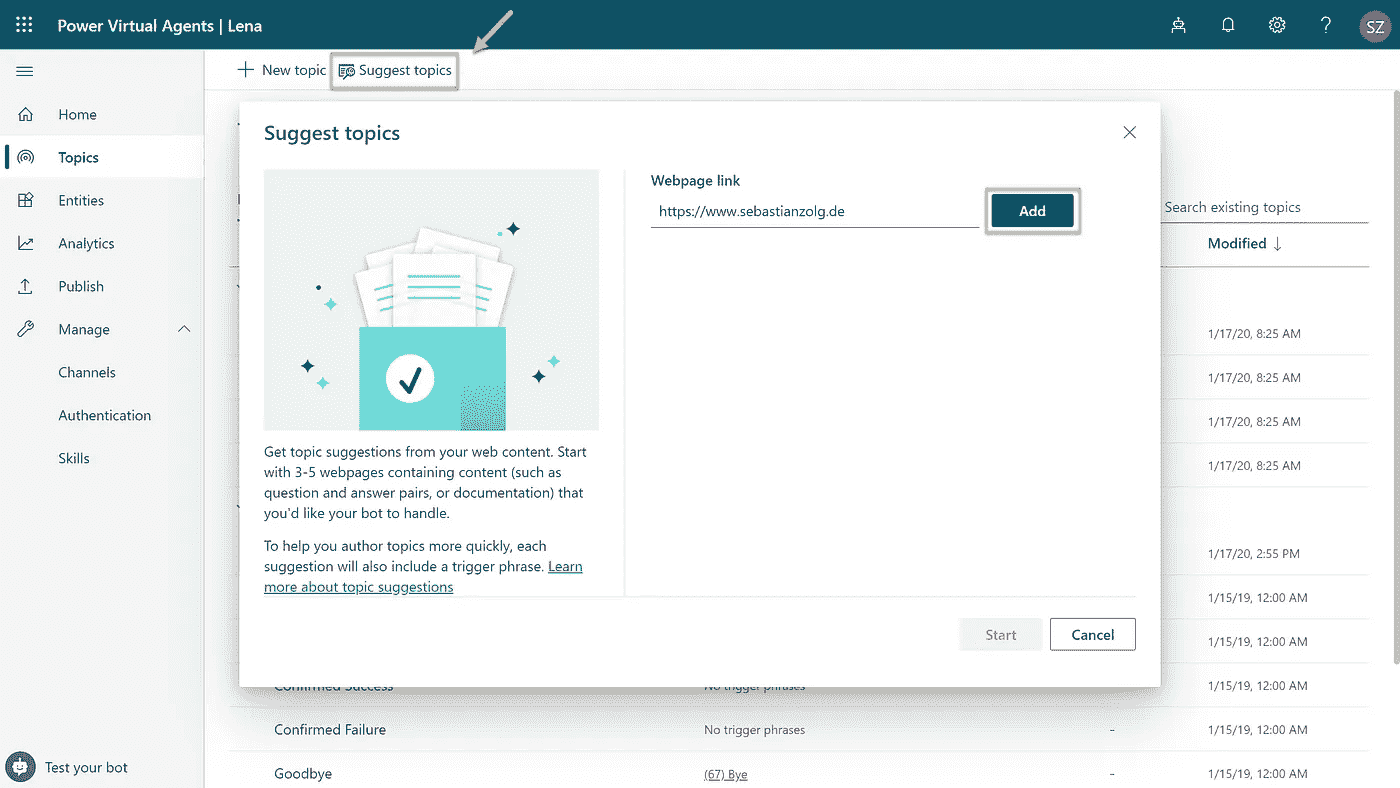 Power Virtual Agents | Lena
SZ
New topic
Suggest topics
Home
Topics
Entities
Analytics
Publish
Manage
Channels
Authentication
Skills
Test your bot
Suggest topics
Get topic suggestions from your web content. Start
with 3-5 webpages containing content (such as
question and answer pairs, or documentation) that
you'd like your bot to handle.
To help you author topics more quickly, each
suggestion will also include a trigger phrase. Learn
more about topic suggestions
Webpage link
https://www.sebastianzolg.de
Add
Start
Cancel
Search existing topics
Modified ↓
1/17/20, 8:25 AM
1/17/20, 8:25 AM
1/17/20, 8:25 AM
1/17/20, 8:25 AM
1/17/20, 2:55 PM
1/15/19, 12:00 AM
1/15/19, 12:00 AM
Confirmed Success No trigger phrases 1/15/19, 12:00 AM
Confirmed Failure No trigger phrases - 1/15/19, 12:00 AM
Goodbye (67) Bye - 1/15/19, 12:00 AM